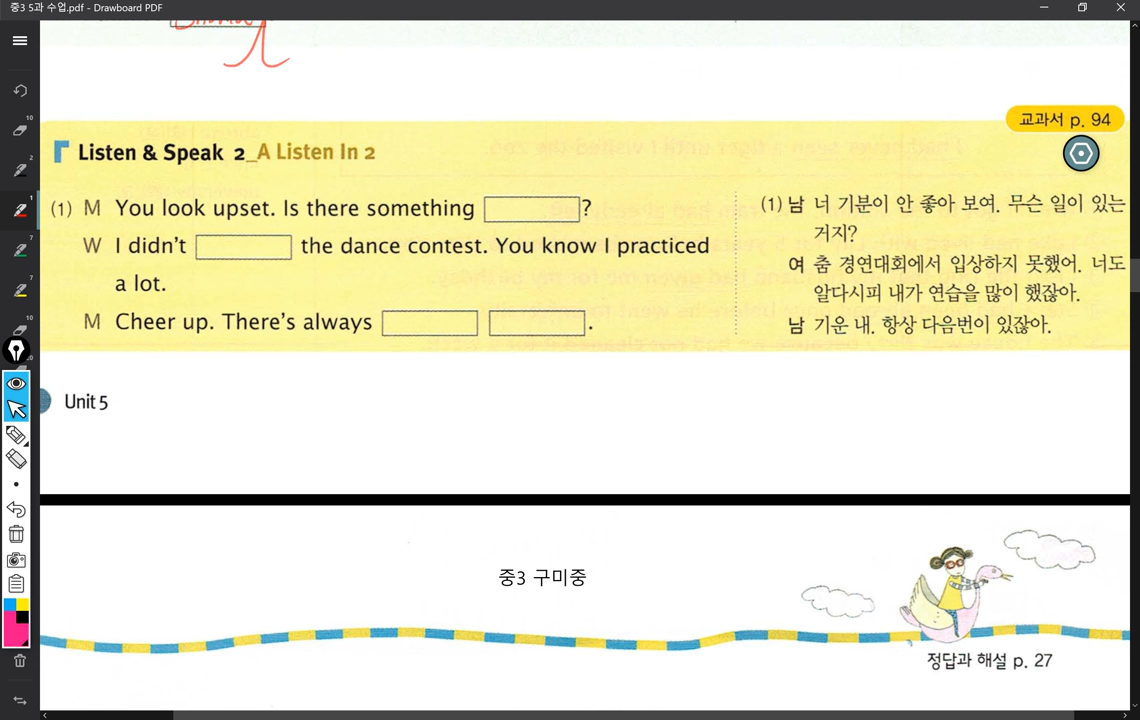 중3 5과 수업.pdf - Drawboard PDF
교과서 p. 94
Listen & Speak 2_A Listen In 2
(1) M You look upset. Is there something ?
W I didn't the dance contest. You know I practiced
a lot.
M Cheer up. There's always .
(1) 남 너 기분이 안 좋아 보여. 무슨 일이 있는
거지?
여 춤 경연대회에서 입상하지 못했어. 너도
알다시피 내가 연습을 많이 했잖아.
남 기운 내. 항상 다음번이 있잖아.
Unit 5
중3 구미중
정답과 해설 p. 27
10
2
1
7
7
10